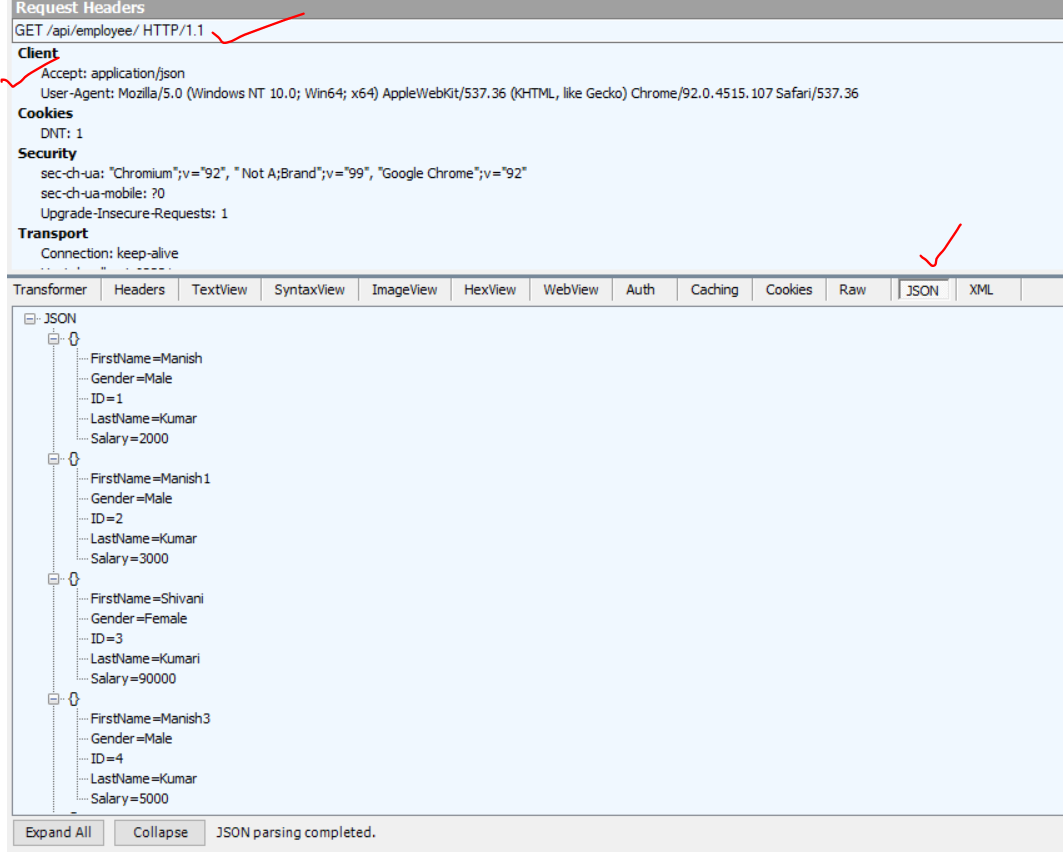 Request Headers
GET /api/employee/ HTTP/1.1
Client
Accept: application/json
User-Agent: Mozilla/5.0 (Windows NT 10.0; Win64; x64) AppleWebKit/537.36 (KHTML, like Gecko) Chrome/92.0.4515.107 Safari/537.36
Cookies
DNT: 1
Security
sec-ch-ua: "Chromium";v="92", " Not A;Brand";v="99", "Google Chrome";v="92"
sec-ch-ua-mobile: ?0
Upgrade-Insecure-Requests: 1
Transport
Connection: keep-alive
Transformer Headers TextView SyntaxView ImageView HexView WebView Auth Caching Cookies Raw JSON XML
JSON
{}
FirstName=Manish
Gender=Male
ID=1
LastName=Kumar
Salary=2000
{}
FirstName=Manish1
Gender=Male
ID=2
LastName=Kumar
Salary=3000
{}
FirstName=Shivani
Gender=Female
ID=3
LastName=Kumari
Salary=90000
{}
FirstName=Manish3
Gender=Male
ID=4
LastName=Kumar
Salary=5000
Expand All Collapse JSON parsing completed.